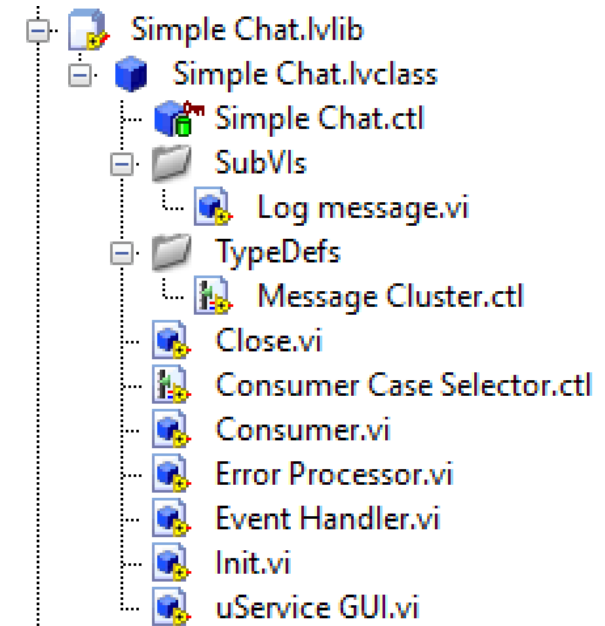 Simple Chat.lvlib
Simple Chat.lvclass
Simple Chat.ctl
SubVIs
Log message.vi
TypeDefs
Message Cluster.ctl
Close.vi
Consumer Case Selector.ctl
Consumer.vi
Error Processor.vi
Event Handler.vi
Init.vi
uService GUI.vi